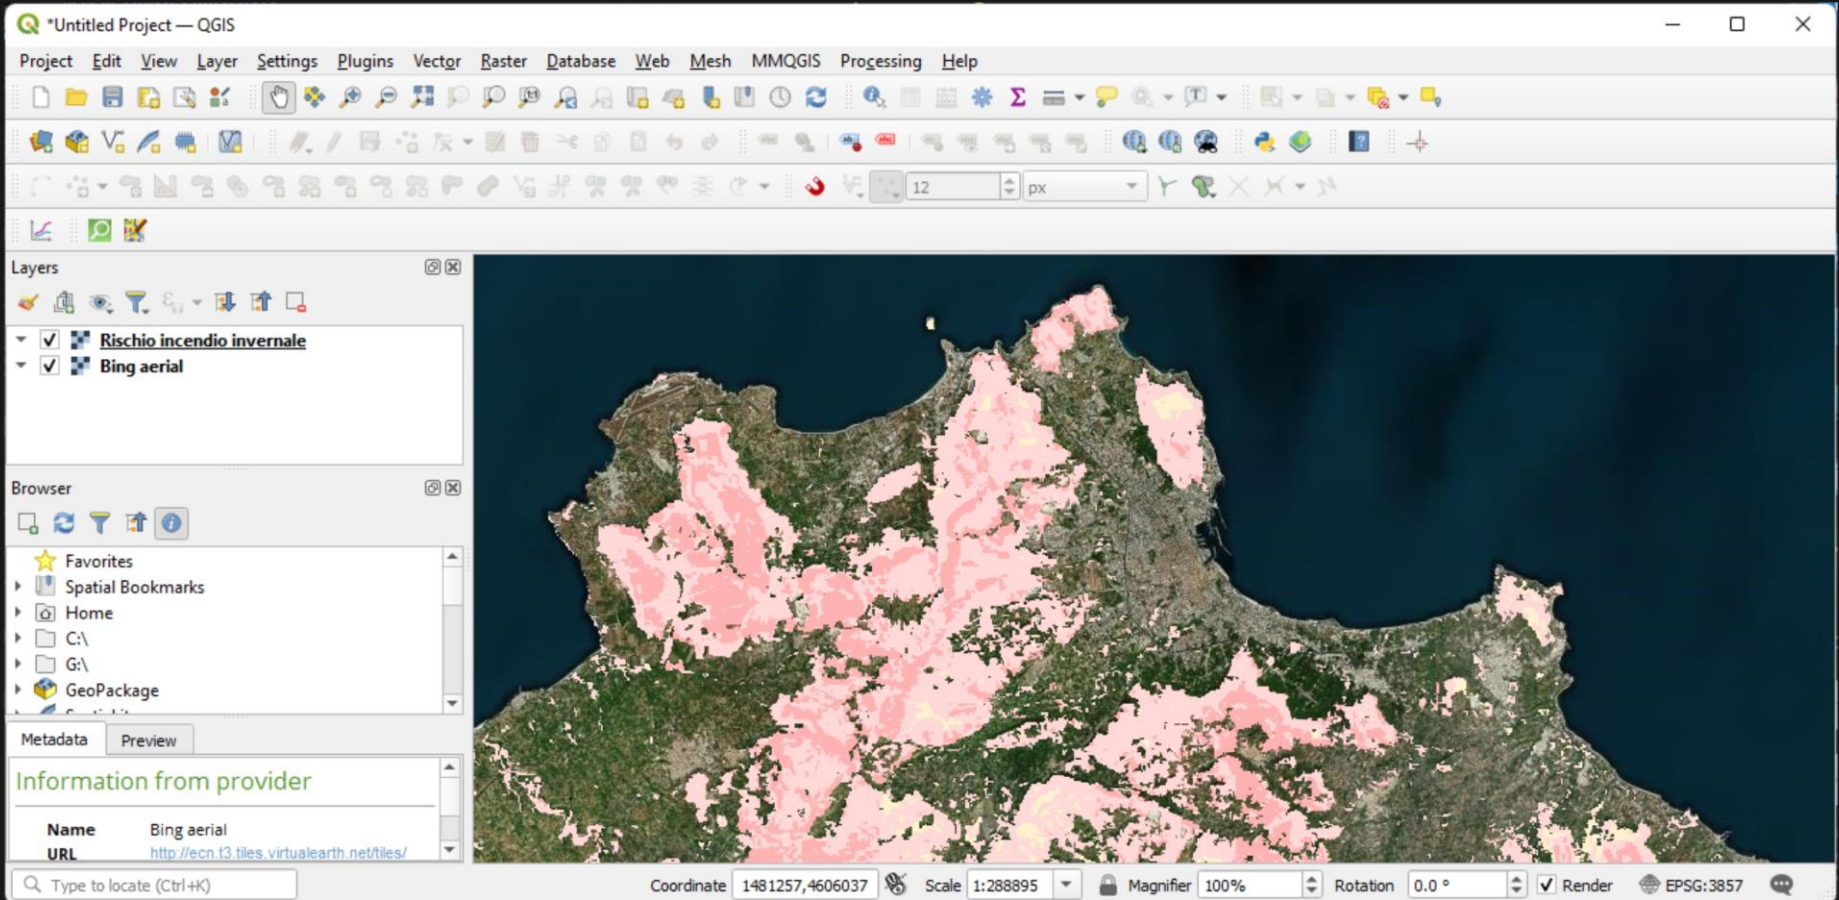 *Untitled Project — QGIS
Project Edit View Layer Settings Plugins Vector Raster Database Web Mesh MMQGIS Processing Help
12 px
Layers
Rischio incendio invernale
Bing aerial
Browser
Favorites
Spatial Bookmarks
Home
C:\
G:\
GeoPackage
Metadata Preview
Information from provider
Name Bing aerial
URL http://ecn.t3.tiles.virtualearth.net/tiles/
Type to locate (Ctrl+K) Coordinate 1481257,4606037 Scale 1:288895 Magnifier 100% Rotation 0.0 ° Render EPSG:3857